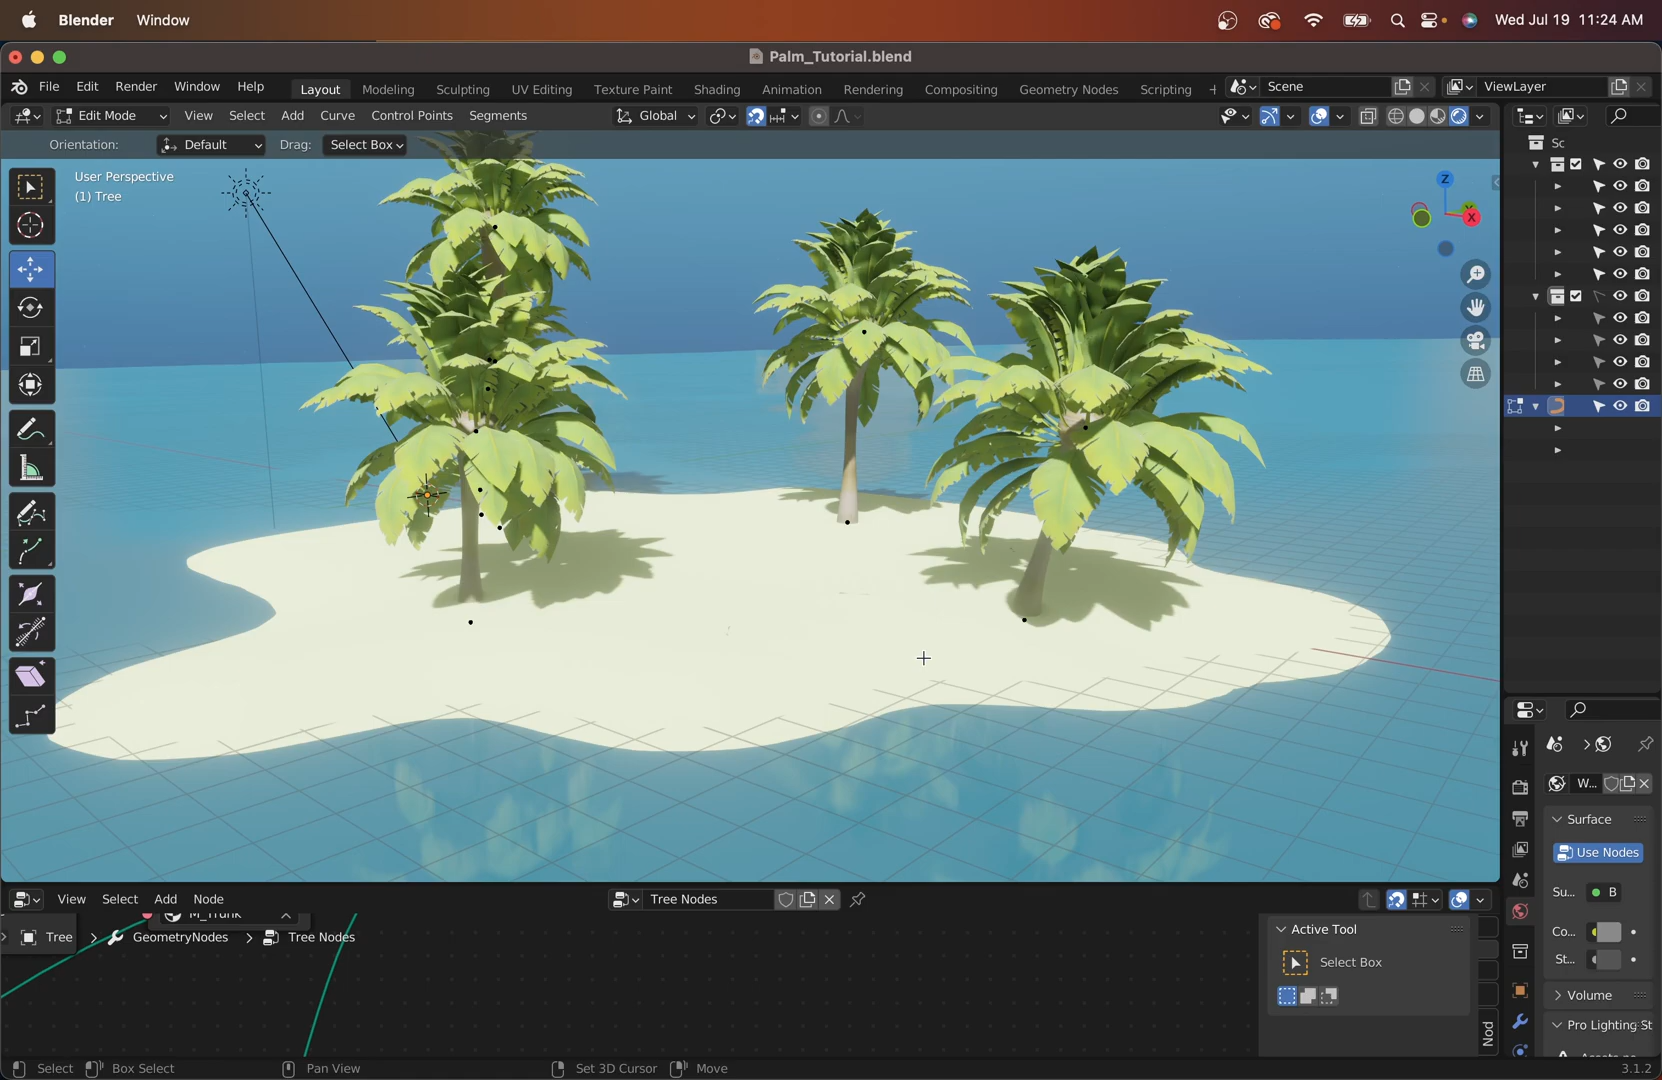 Blender Window Wed Jul 19 11:24 AM
Palm_Tutorial.blend
File Edit Render Window Help Layout Modeling Sculpting UV Editing Texture Paint Shading Animation Rendering Compositing Geometry Nodes Scripting + Scene ViewLayer
Edit Mode View Select Add Curve Control Points Segments Global
Orientation: Default Drag: Select Box
Sc
User Perspective
(1) Tree
Z
Y
X
W...
Surface
Use Nodes
Su... B
Co...
St...
Volume
Pro Lighting St
View Select Add Node Tree Nodes
M_Trunk
Tree > GeometryNodes > Tree Nodes
Active Tool
Select Box
Nod
Select Box Select Pan View Set 3D Cursor Move 3.1.2